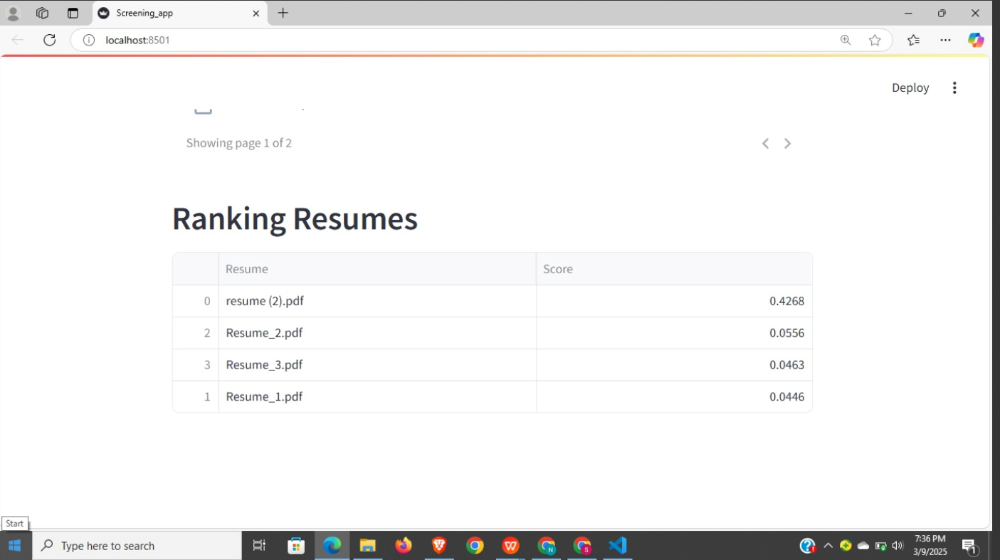 Screening_app
localhost:8501
Deploy
Showing page 1 of 2
Ranking Resumes
Resume Score
0 resume (2).pdf 0.4268
2 Resume_2.pdf 0.0556
3 Resume_3.pdf 0.0463
1 Resume_1.pdf 0.0446
Start
Type here to search
N
S
7:36 PM
3/9/2025
1